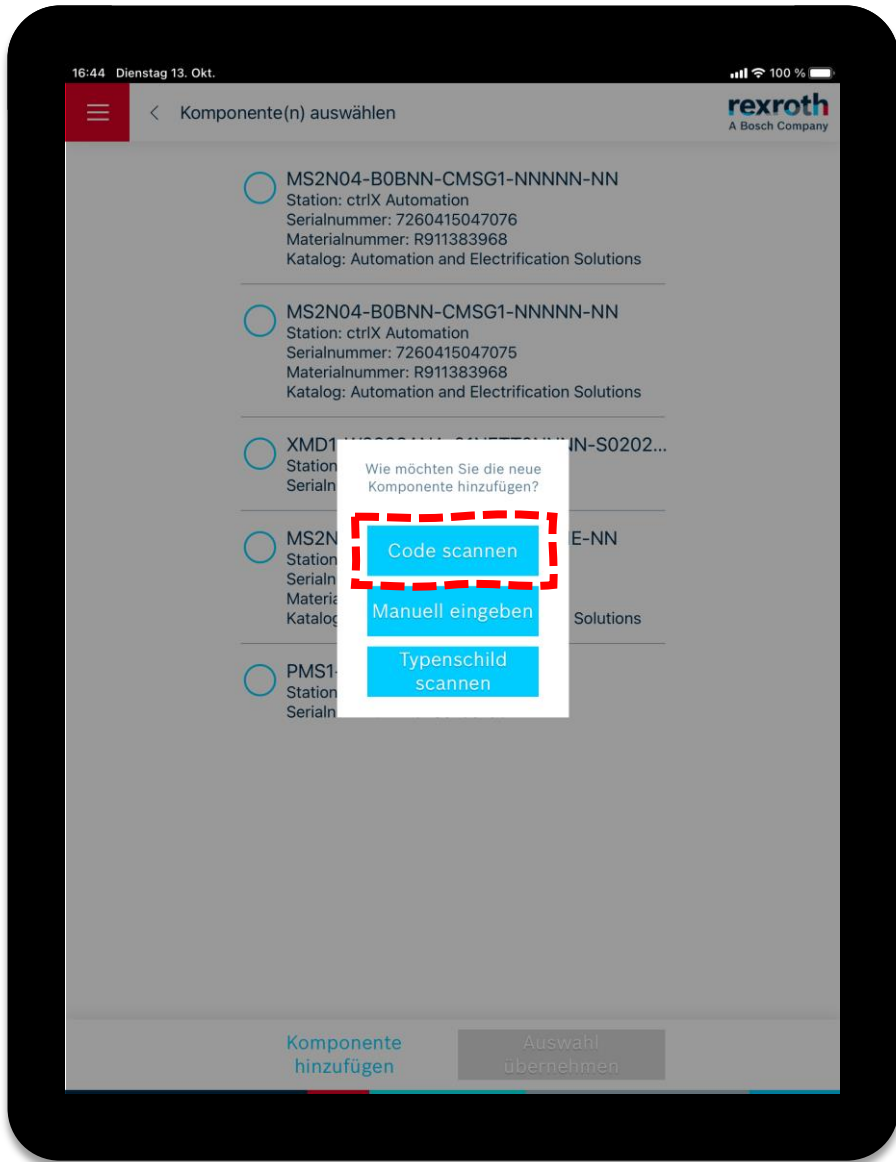 16:44 Dienstag 13. Okt.
100 %
Komponente(n) auswählen
rexroth
A Bosch Company
MS2N04-B0BNN-CMSG1-NNNNN-NN
Station: ctrlX Automation
Serialnummer: 7260415047076
Materialnummer: R911383968
Katalog: Automation and Electrification Solutions
MS2N04-B0BNN-CMSG1-NNNNN-NN
Station: ctrlX Automation
Serialnummer: 7260415047075
Materialnummer: R911383968
Katalog: Automation and Electrification Solutions
XMD1 NN-S0202...
Station
Serialn
MS2N E-NN
Station
Serialn
Materia
Katalog Solutions
PMS1-
Station
Serialn
Wie möchten Sie die neue
Komponente hinzufügen?
Code scannen
Manuell eingeben
Typenschild
scannen
Komponente
hinzufügen
Auswahl
übernehmen